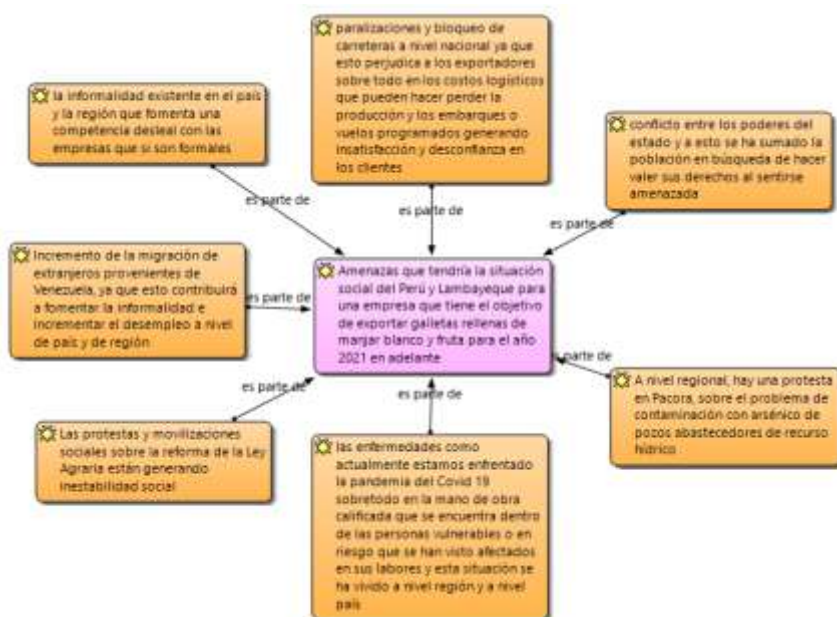 paralizaciones y bloqueo de
carreteras a nivel nacional ya que
esto perjudica a los exportadores
sobre todo en los costos logísticos
que pueden hacer perder la
producción y los embarques o
vuelos programados generando
insatisfacción y desconfianza en
los clientes
la informalidad existente en el país
y la región que fomenta una
competencia desleal con las
empresas que si son formales
conflicto entre los poderes del
estado y a esto se ha sumado la
población en búsqueda de hacer
valer sus derechos al sentirse
amenazada
es parte de
es parte de
es parte de
Incremento de la migración de
extranjeros provenientes de
Venezuela, ya que esto contribuirá
a fomentar la informalidad e
incrementar el desempleo a nivel
de país y de región
es parte de
Amenazas que tendría la situación
social del Perú y Lambayeque para
una empresa que tiene el objetivo
de exportar galletas rellenas de
manjar blanco y fruta para el año
2021 en adelante
es parte de
A nivel regional, hay una protesta
en Pacora, sobre el problema de
contaminación con arsénico de
pozos abastecedores de recurso
hídrico
es parte de
es parte de
Las protestas y movilizaciones
sociales sobre la reforma de la Ley
Agraria están generando
inestabilidad social
las enfermedades como
actualmente estamos enfrentado
la pandemia del Covid 19
sobretodo en la mano de obra
calificada que se encuentra dentro
de las personas vulnerables o en
riesgo que se han visto afectados
en sus labores y esta situación se
ha vivido a nivel región y a nivel
país